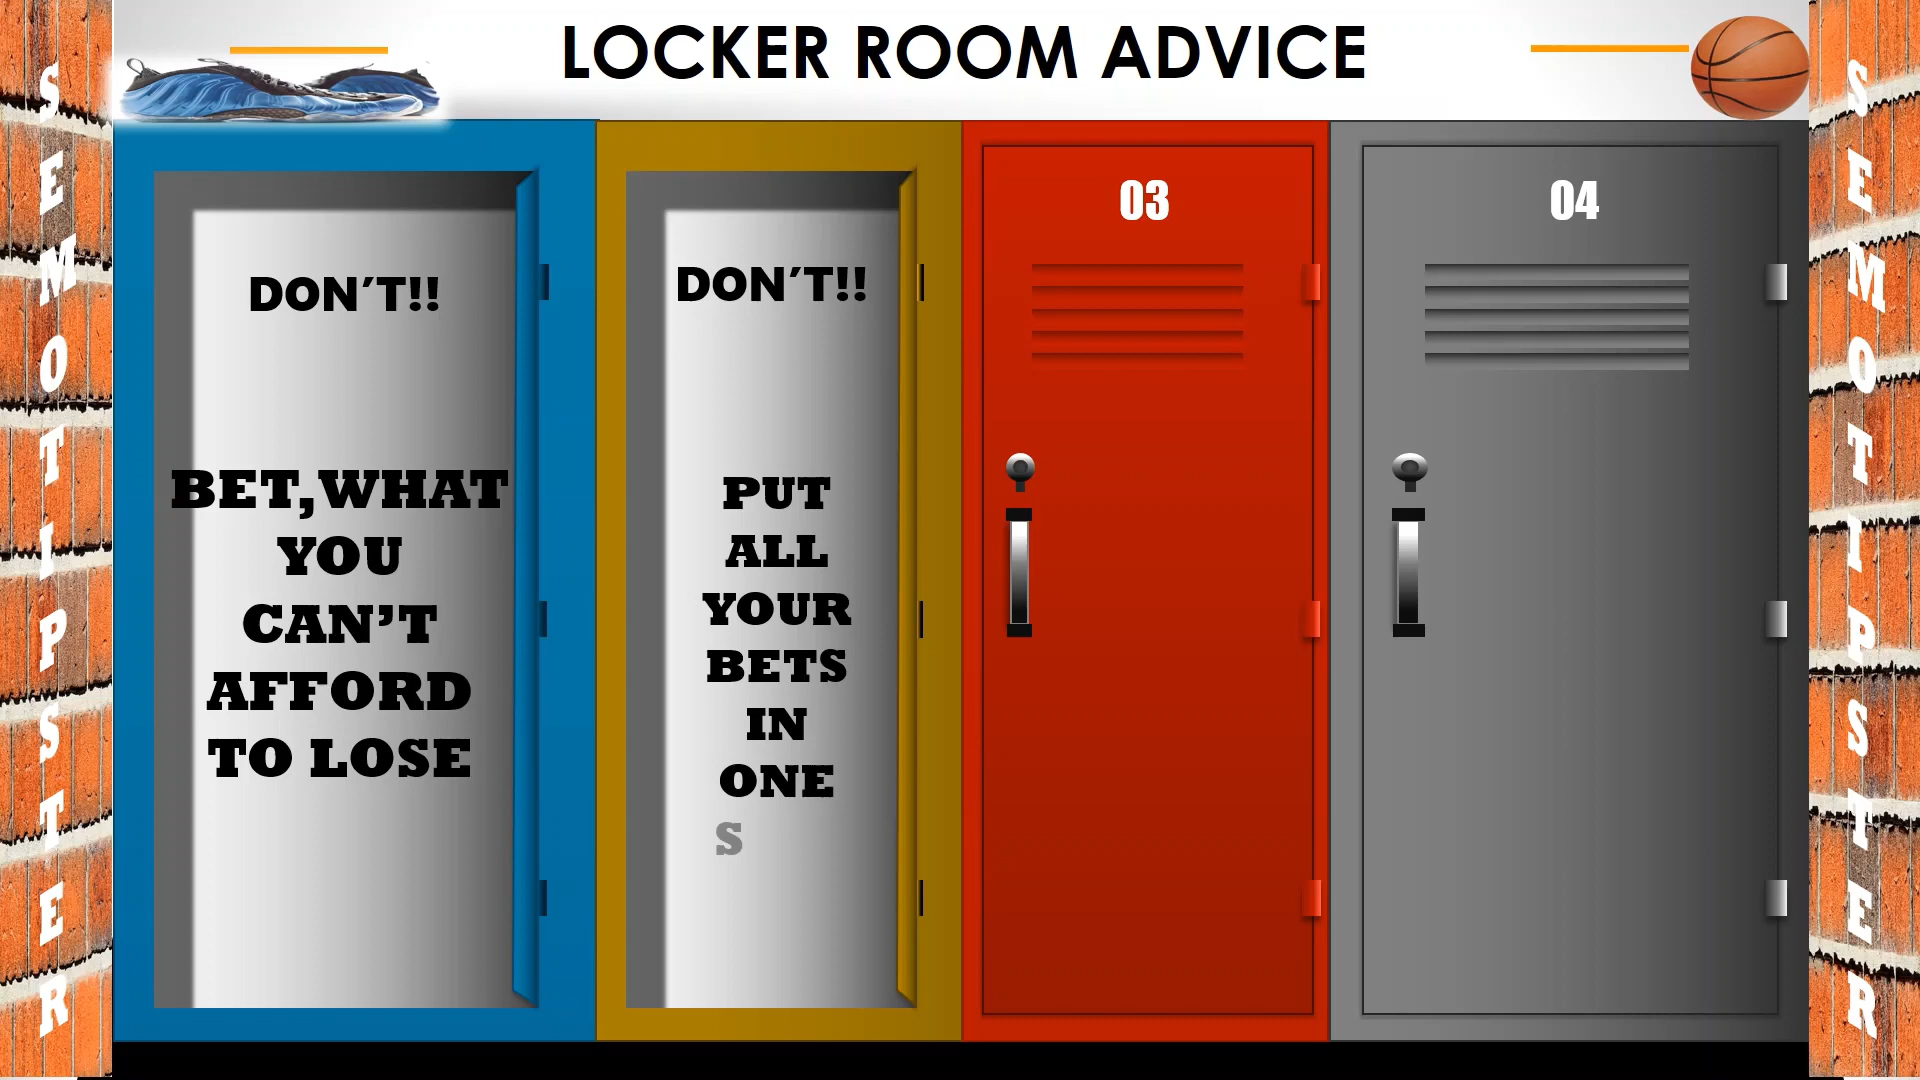 LOCKER ROOM ADVICE
SEMOTIPSTER
DON'T!!
BET,WHAT
YOU
CAN'T
AFFORD
TO LOSE
DON'T!!
PUT
ALL
YOUR
BETS
IN
ONE
S
03
04
SEMOTIPSTER